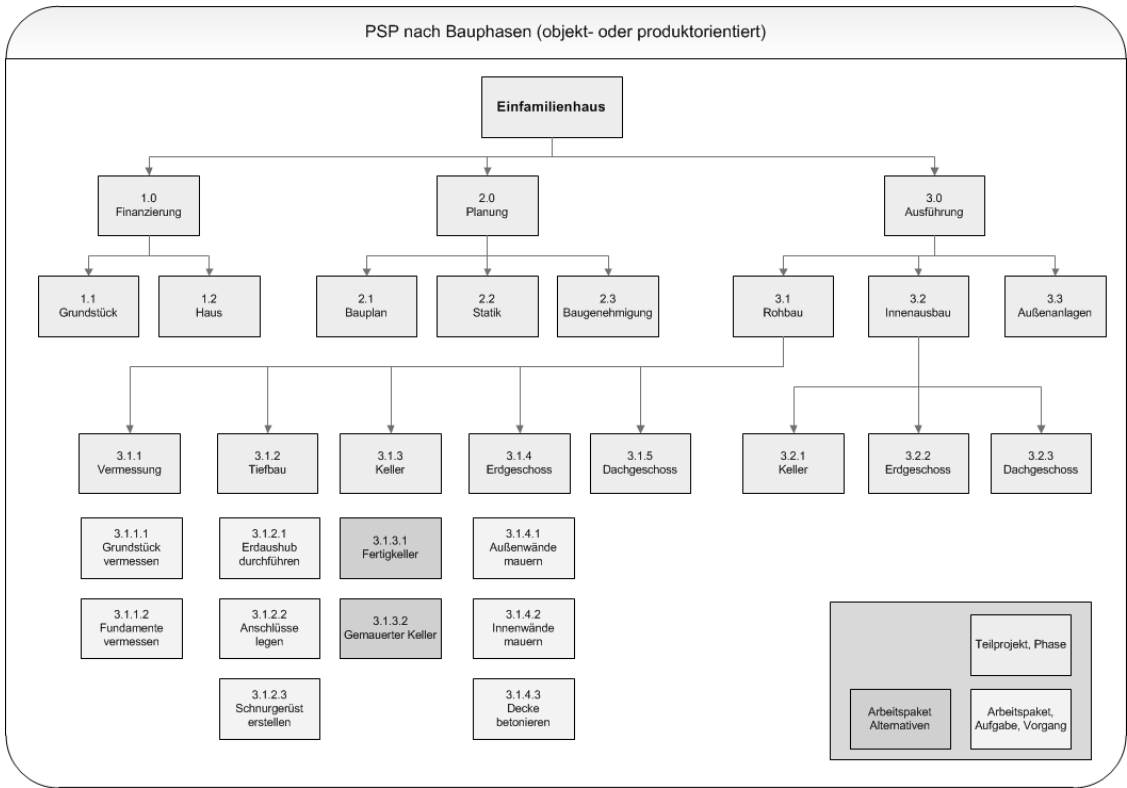 PSP nach Bauphasen (objekt- oder produktorientiert)
Einfamilienhaus
1.0
Finanzierung
2.0
Planung
3.0
Ausführung
1.1
Grundstück
1.2
Haus
2.1
Bauplan
2.2
Statik
2.3
Baugenehmigung
3.1
Rohbau
3.2
Innenausbau
3.3
Außenanlagen
3.1.1
Vermessung
3.1.2
Tiefbau
3.1.3
Keller
3.1.4
Erdgeschoss
3.1.5
Dachgeschoss
3.2.1
Keller
3.2.2
Erdgeschoss
3.2.3
Dachgeschoss
3.1.1.1
Grundstück
vermessen
3.1.2.1
Erdaushub
durchführen
3.1.3.1
Fertigkeller
3.1.4.1
Außenwände
mauern
3.1.1.2
Fundamente
vermessen
3.1.2.2
Anschlüsse
legen
3.1.3.2
Gemauerter Keller
3.1.4.2
Innenwände
mauern
3.1.2.3
Schnurgerüst
erstellen
3.1.4.3
Decke
betonieren
Teilprojekt, Phase
Arbeitspaket
Alternativen
Arbeitspaket,
Aufgabe, Vorgang